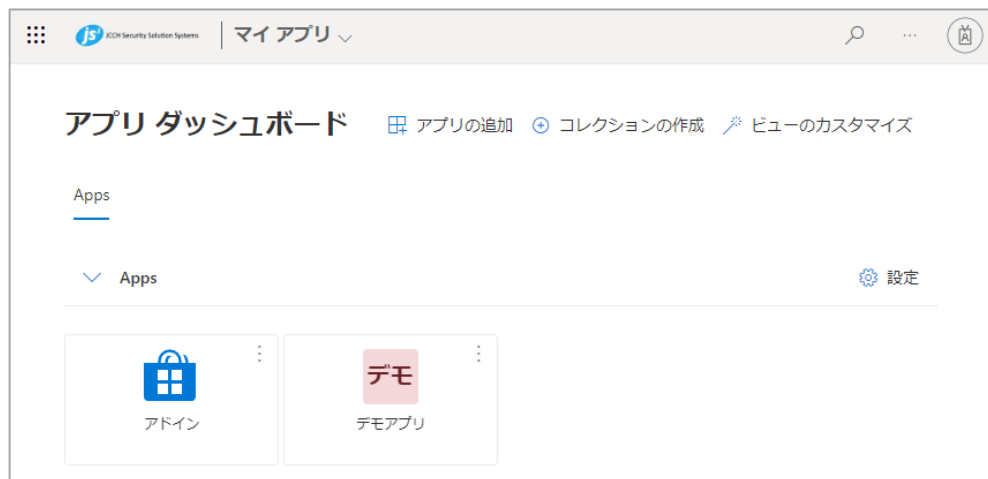 JS3 JCCH Security Solution Systems マイ アプリ
アプリ ダッシュボード アプリの追加 コレクションの作成 ビューのカスタマイズ
Apps
Apps 設定
デモ
アドイン デモアプリ